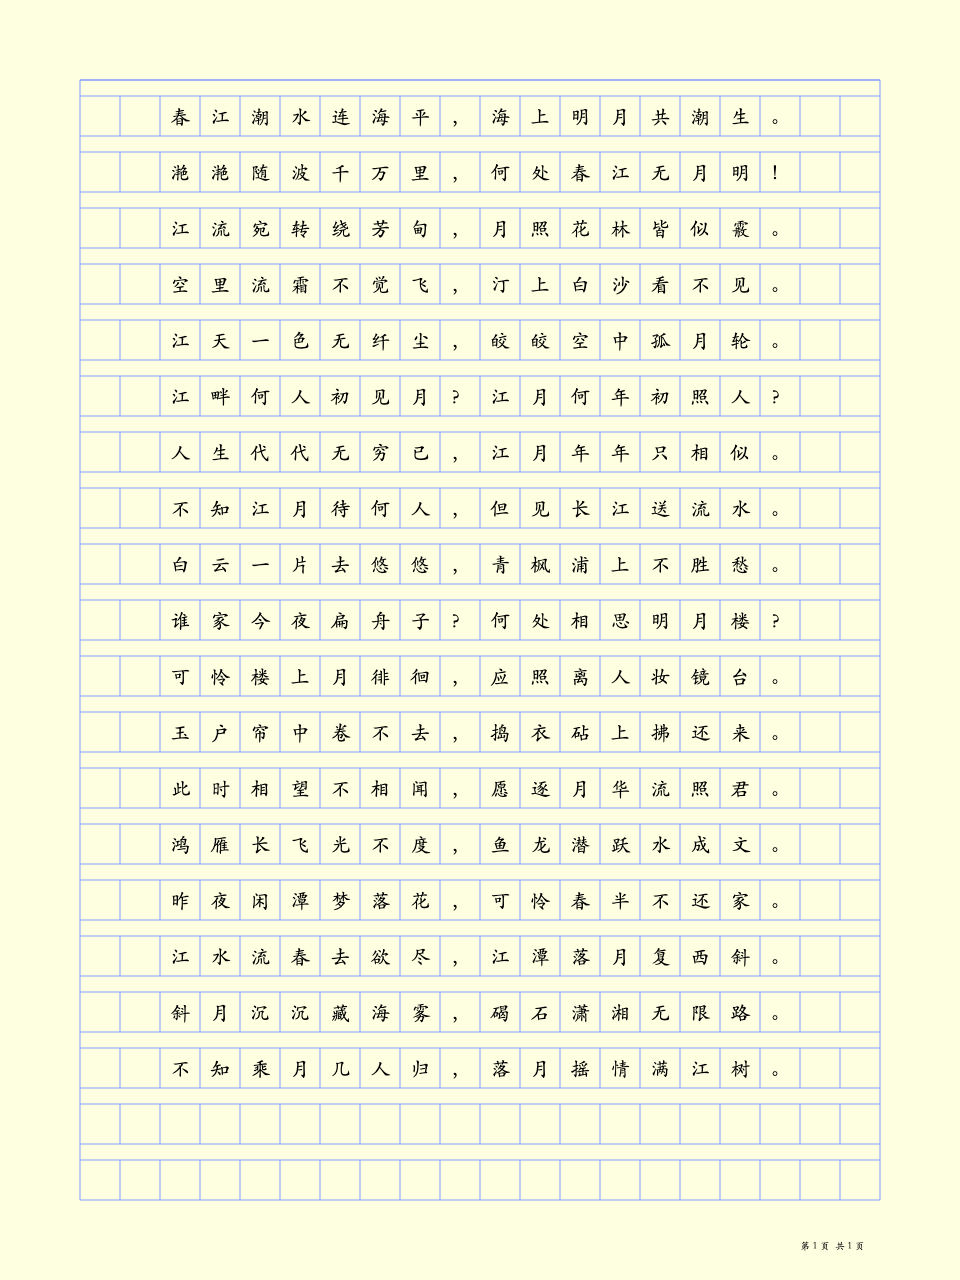 春江潮水连海平，海上明月共潮生。
滟滟随波千万里，何处春江无月明！
江流宛转绕芳甸，月照花林皆似霰。
空里流霜不觉飞，汀上白沙看不见。
江天一色无纤尘，皎皎空中孤月轮。
江畔何人初见月？江月何年初照人？
人生代代无穷已，江月年年只相似。
不知江月待何人，但见长江送流水。
白云一片去悠悠，青枫浦上不胜愁。
谁家今夜扁舟子？何处相思明月楼？
可怜楼上月徘徊，应照离人妆镜台。
玉户帘中卷不去，捣衣砧上拂还来。
此时相望不相闻，愿逐月华流照君。
鸿雁长飞光不度，鱼龙潜跃水成文。
昨夜闲潭梦落花，可怜春半不还家。
江水流春去欲尽，江潭落月复西斜。
斜月沉沉藏海雾，碣石潇湘无限路。
不知乘月几人归，落月摇情满江树。
第1页 共1页